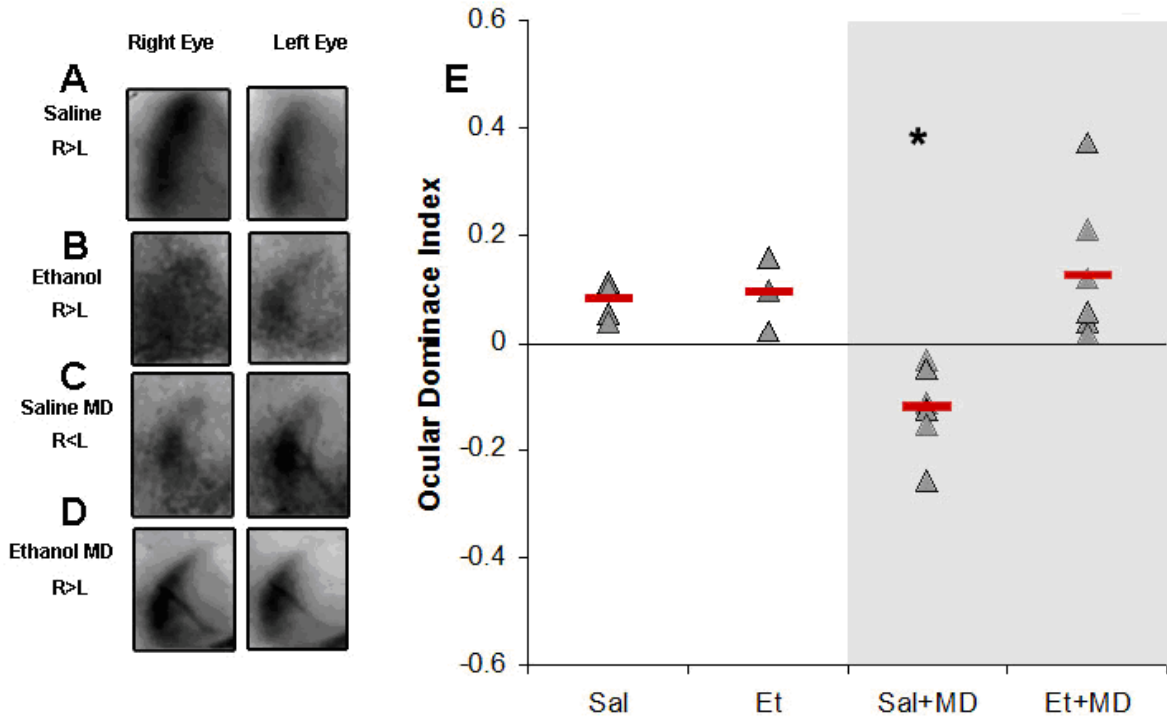 Right Eye Left Eye
A
Saline
R>L
B
Ethanol
R>L
C
Saline MD
R<L
D
Ethanol MD
R>L
E
Ocular Dominace Index
0.6
0.4
0.2
0
-0.2
-0.4
-0.6
*
Sal Et Sal+MD Et+MD